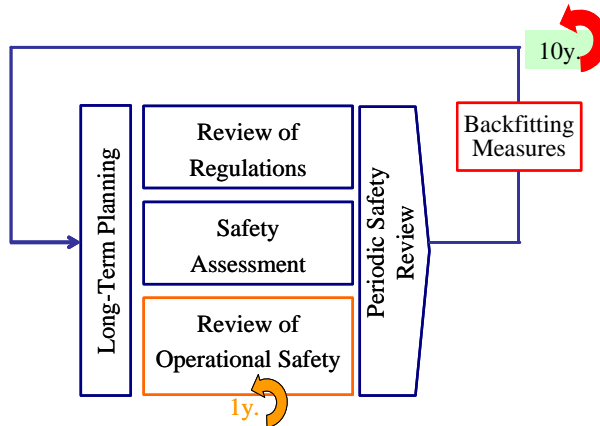 10y.
Backfitting
Measures
Long-Term Planning
Review of
Regulations
Safety
Assessment
Review of
Operational Safety
1y.
Periodic Safety
Review